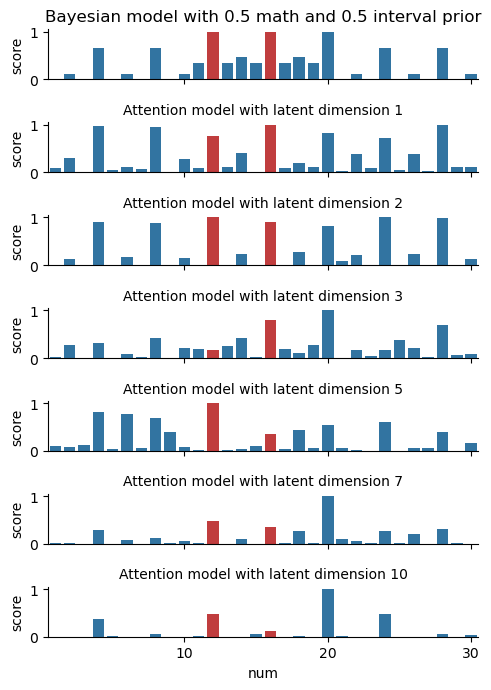 Bayesian model with 0.5 math and 0.5 interval prior
1
score
0
Attention model with latent dimension 1
1
score
0
Attention model with latent dimension 2
1
score
0
Attention model with latent dimension 3
1
score
0
Attention model with latent dimension 5
1
score
0
Attention model with latent dimension 7
1
score
0
Attention model with latent dimension 10
1
score
0
10 20 30
num